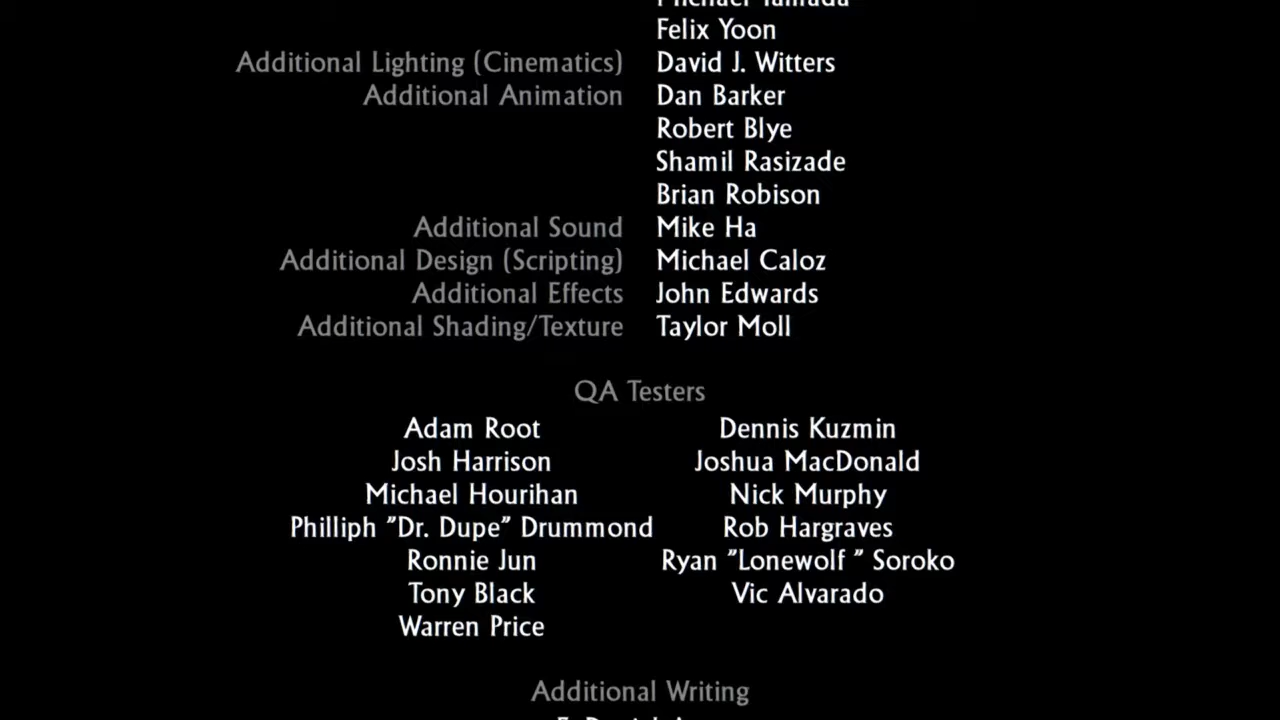 Felix Yoon
Additional Lighting (Cinematics) David J. Witters
Additional Animation Dan Barker
Robert Blye
Shamil Rasizade
Brian Robison
Additional Sound Mike Ha
Additional Design (Scripting) Michael Caloz
Additional Effects John Edwards
Additional Shading/Texture Taylor Moll
QA Testers
Adam Root Dennis Kuzmin
Josh Harrison Joshua MacDonald
Michael Hourihan Nick Murphy
Philliph "Dr. Dupe" Drummond Rob Hargraves
Ronnie Jun Ryan "Lonewolf " Soroko
Tony Black Vic Alvarado
Warren Price
Additional Writing